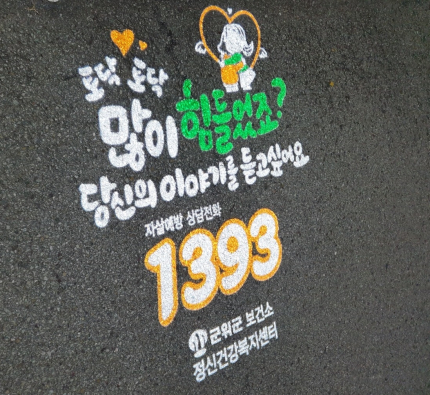 토닥 토닥
많이 힘들었죠?
당신의 이야기를 듣고싶어요
자살예방 상담전화
1393
군위군 보건소
정신건강복지센터